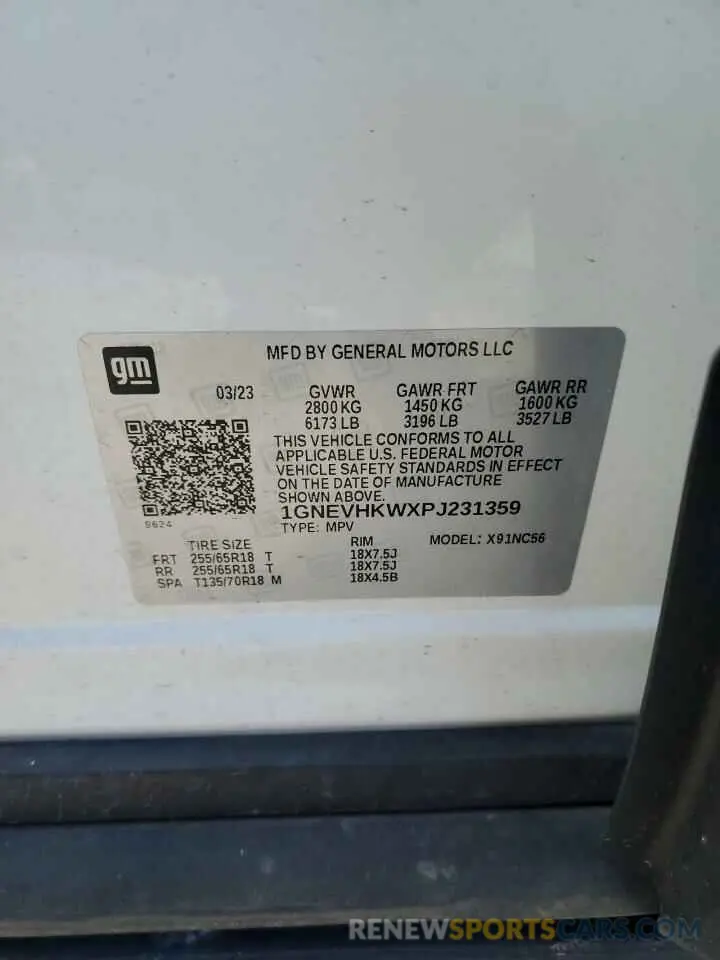 gm
MFD BY GENERAL MOTORS LLC
03/23 GVWR GAWR FRT GAWR RR
2800 KG 1450 KG 1600 KG
6173 LB 3196 LB 3527 LB
THIS VEHICLE CONFORMS TO ALL
APPLICABLE U.S. FEDERAL MOTOR
VEHICLE SAFETY STANDARDS IN EFFECT
ON THE DATE OF MANUFACTURE
SHOWN ABOVE.
1GNEVHKWXPJ231359
9624
TYPE: MPV MODEL: X91NC56
TIRE SIZE RIM
FRT 255/65R18 T 18X7.5J
RR 255/65R18 T 18X7.5J
SPA T135/70R18 M 18X4.5B
RENEWSPORTSCARS.COM